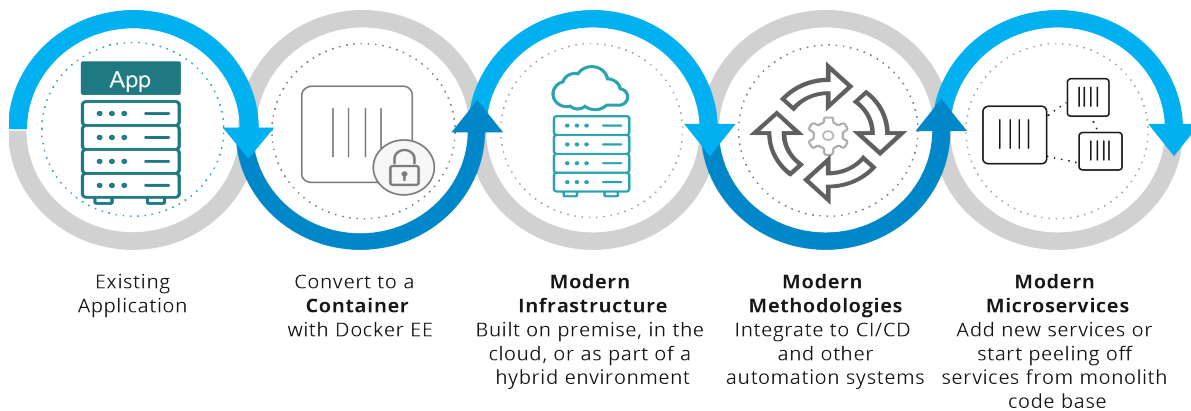 App
Existing
Application
Convert to a
Container
with Docker EE
Modern
Infrastructure
Built on premise, in the
cloud, or as part of a
hybrid environment
Modern
Methodologies
Integrate to CI/CD
and other
automation systems
Modern
Microservices
Add new services or
start peeling off
services from monolith
code base